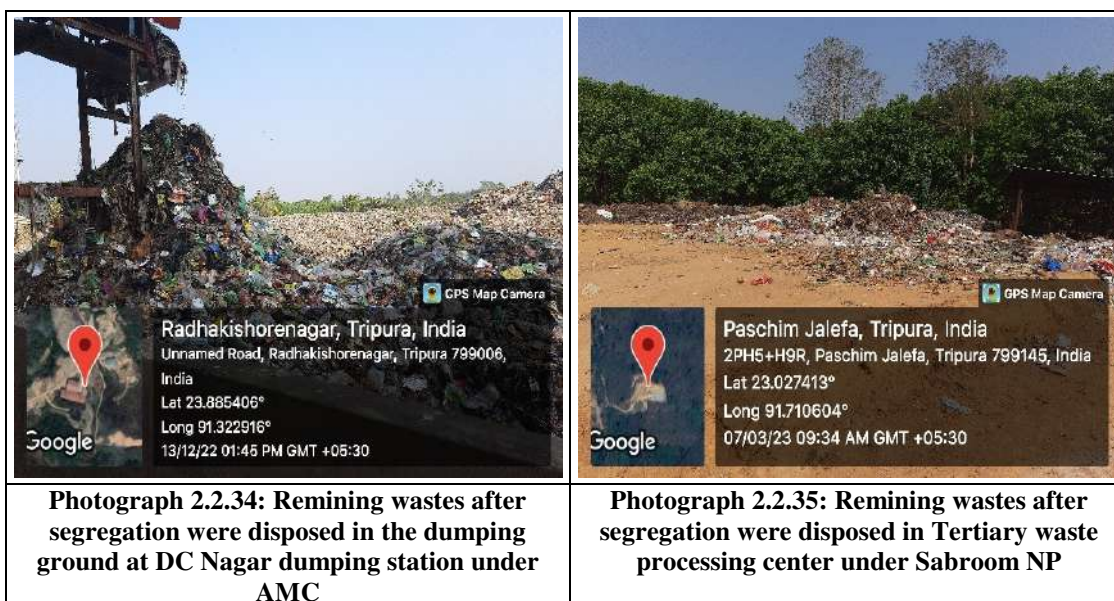 GPS Map Camera
Radhakishorenagar, Tripura, India
Unnamed Road, Radhakishorenagar, Tripura 799006,
India
Lat 23.885406°
Long 91.322916°
13/12/22 01:45 PM GMT +05:30
Google
GPS Map Camera
Paschim Jalefa, Tripura, India
2PH5+H9R, Paschim Jalefa, Tripura 799145, India
Lat 23.027413°
Long 91.710604°
07/03/23 09:34 AM GMT +05:30
Google
Photograph 2.2.34: Remining wastes after
segregation were disposed in the dumping
ground at DC Nagar dumping station under
AMC
Photograph 2.2.35: Remining wastes after
segregation were disposed in Tertiary waste
processing center under Sabroom NP